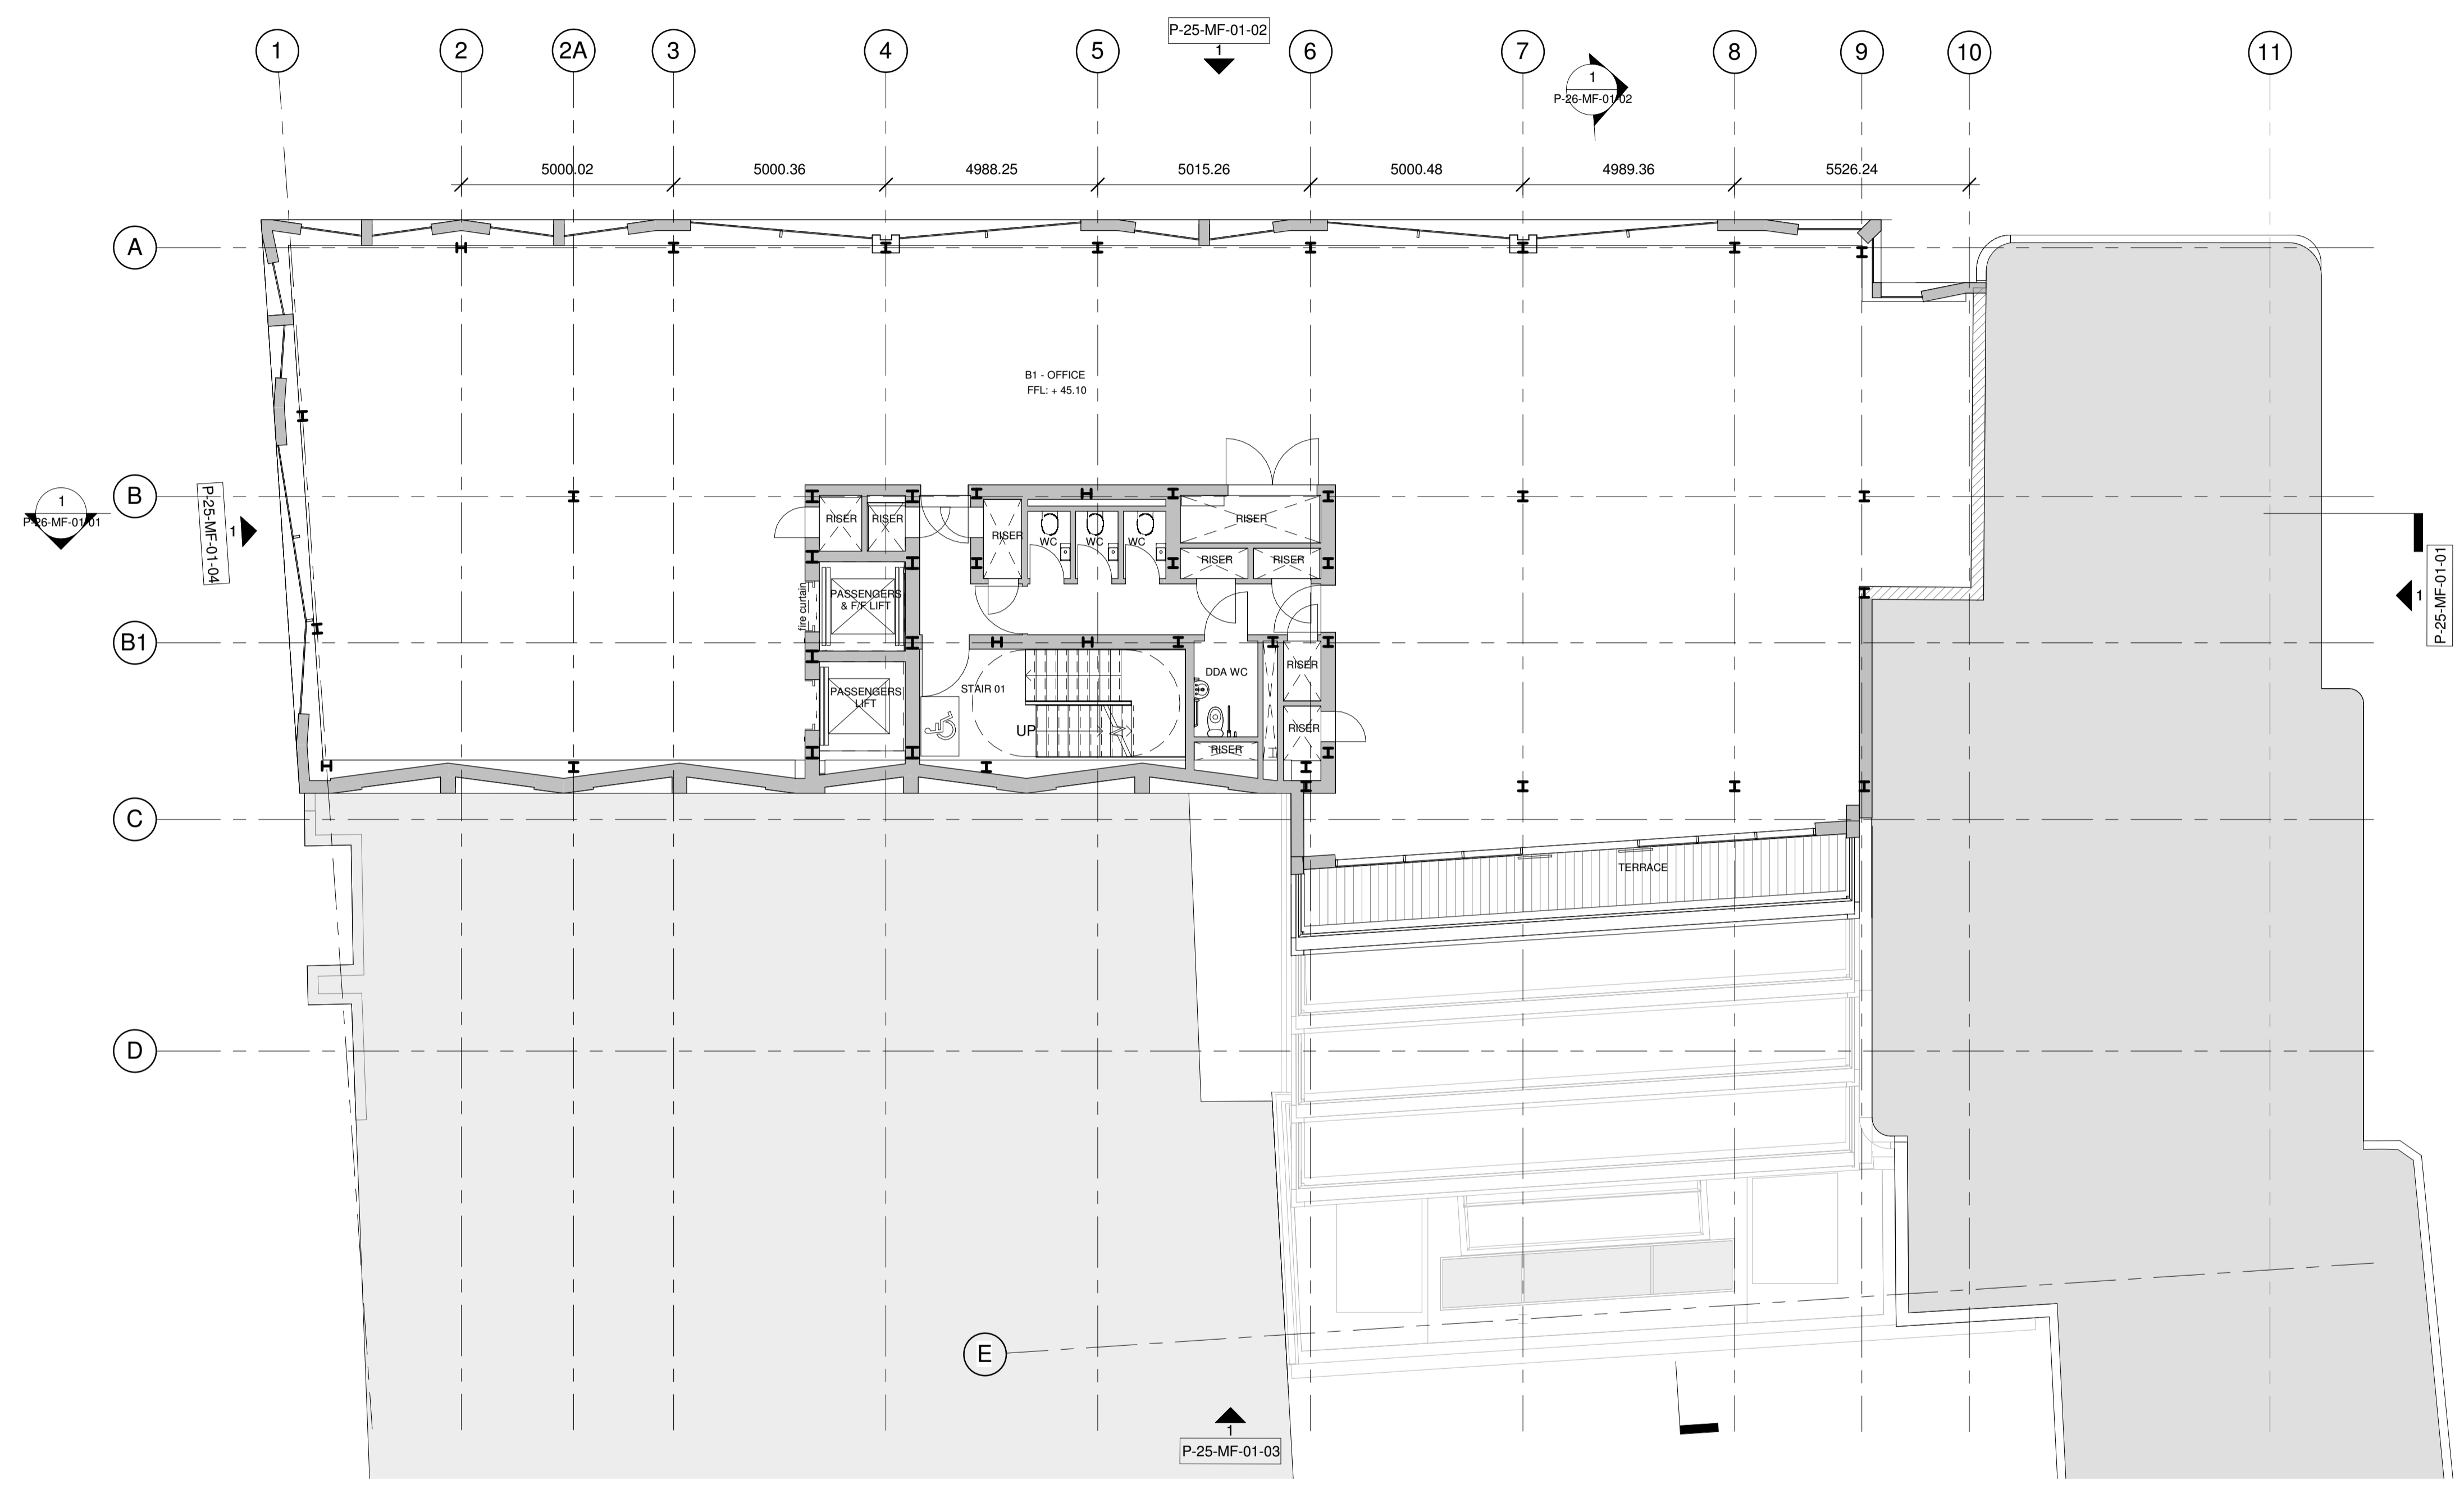 P-25-MF-01-02
1
1 2 2A 3 4 5 6 7 8 9 10 11
1
P-26-MF-01-02
5000.02 5000.36 4988.25 5015.26 5000.48 4989.36 5526.24
A
B1 - OFFICE
FFL: + 45.10
B
1
P-26-MF-01-01
P-25-MF-01-04
1
RISER RISER RISER RISER
WC WC WC
RISER RISER
fire curtain
PASSENGERS
& F/F LIFT
P-25-MF-01-01
1
B1
RISER
DDA WC
PASSENGERS
LIFT
STAIR 01
UP
RISER
RISER
C
TERRACE
D
E
1
P-25-MF-01-03